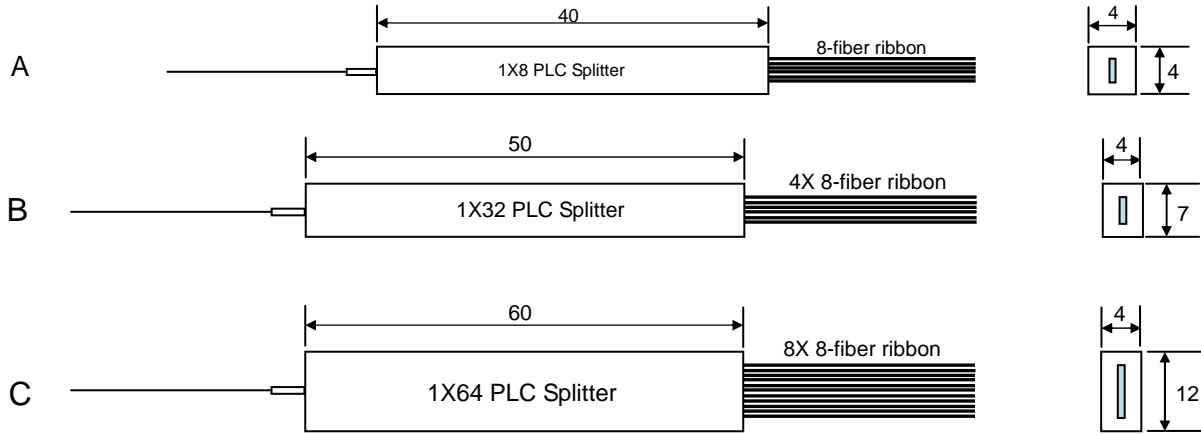 40
4
8-fiber ribbon
A
1X8 PLC Splitter
4
50
4
4X 8-fiber ribbon
B
1X32 PLC Splitter
7
60
4
8X 8-fiber ribbon
C
1X64 PLC Splitter
12